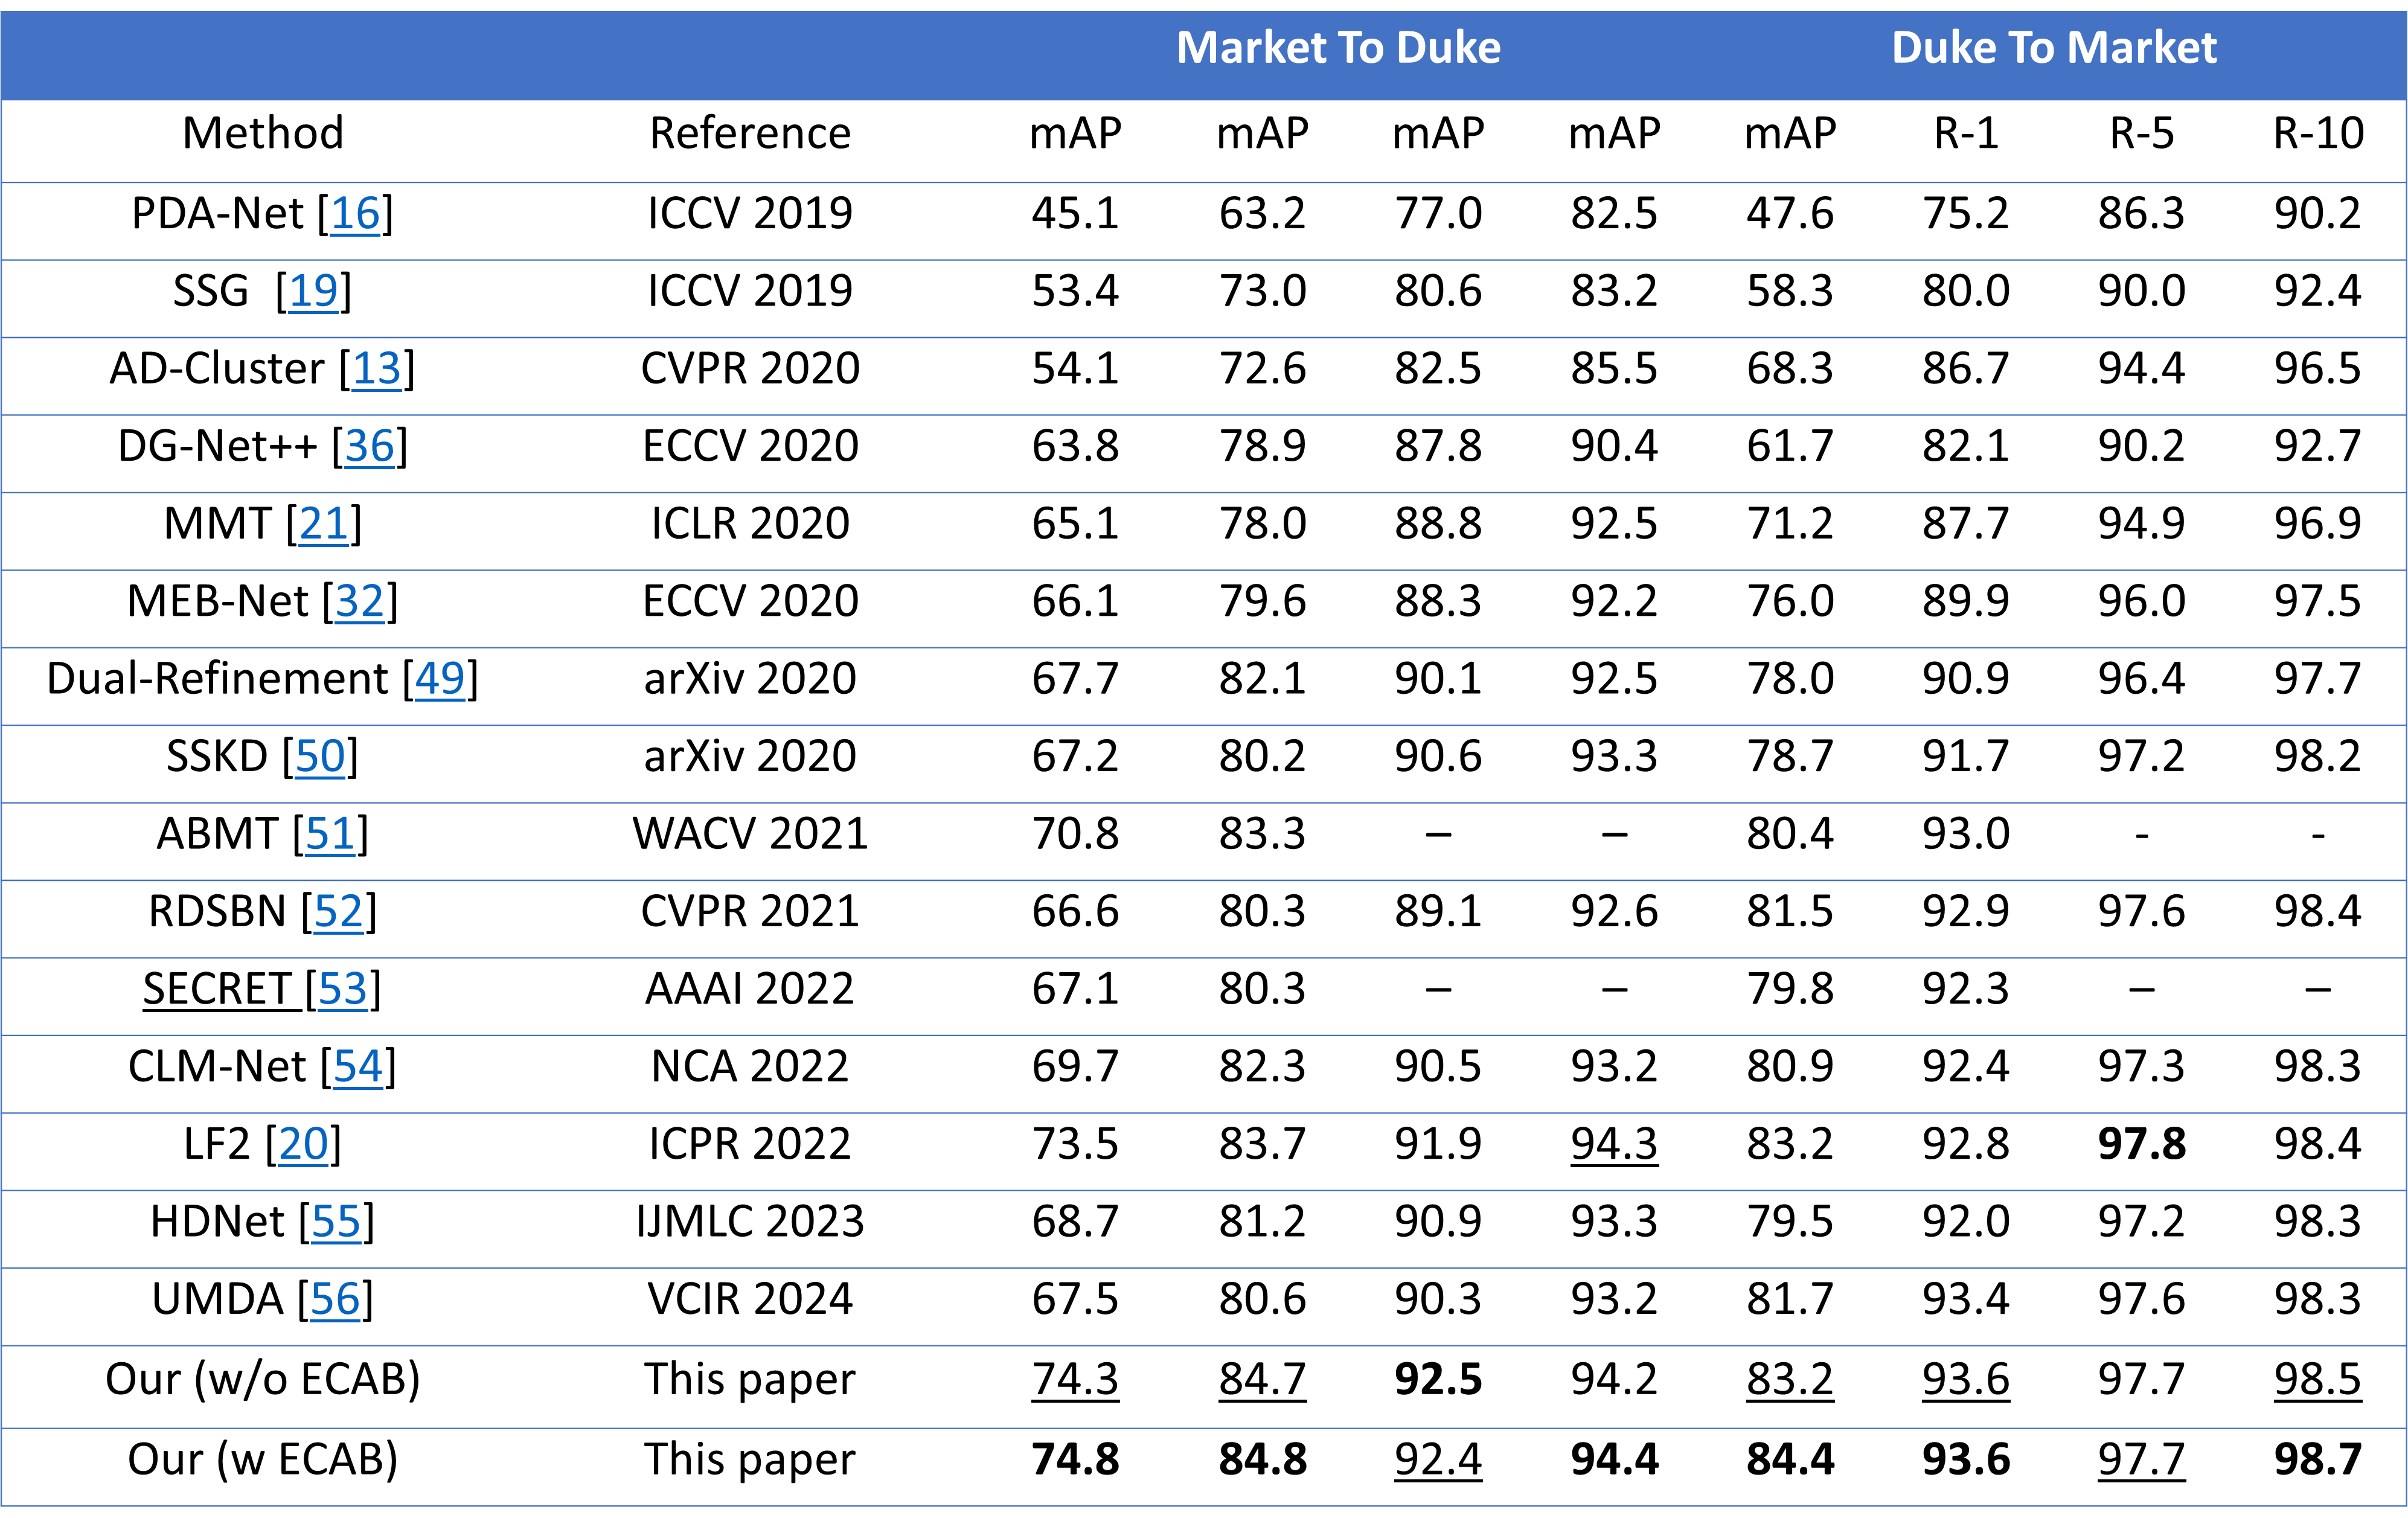 Market To Duke Duke To Market
Method Reference mAP mAP mAP mAP mAP R-1 R-5 R-10
PDA-Net [16] ICCV 2019 45.1 63.2 77.0 82.5 47.6 75.2 86.3 90.2
SSG [19] ICCV 2019 53.4 73.0 80.6 83.2 58.3 80.0 90.0 92.4
AD-Cluster [13] CVPR 2020 54.1 72.6 82.5 85.5 68.3 86.7 94.4 96.5
DG-Net++ [36] ECCV 2020 63.8 78.9 87.8 90.4 61.7 82.1 90.2 92.7
MMT [21] ICLR 2020 65.1 78.0 88.8 92.5 71.2 87.7 94.9 96.9
MEB-Net [32] ECCV 2020 66.1 79.6 88.3 92.2 76.0 89.9 96.0 97.5
Dual-Refinement [49] arXiv 2020 67.7 82.1 90.1 92.5 78.0 90.9 96.4 97.7
SSKD [50] arXiv 2020 67.2 80.2 90.6 93.3 78.7 91.7 97.2 98.2
ABMT [51] WACV 2021 70.8 83.3 – – 80.4 93.0 - -
RDSBN [52] CVPR 2021 66.6 80.3 89.1 92.6 81.5 92.9 97.6 98.4
SECRET [53] AAAI 2022 67.1 80.3 – – 79.8 92.3 – –
CLM-Net [54] NCA 2022 69.7 82.3 90.5 93.2 80.9 92.4 97.3 98.3
LF2 [20] ICPR 2022 73.5 83.7 91.9 94.3 83.2 92.8 97.8 98.4
HDNet [55] IJMLC 2023 68.7 81.2 90.9 93.3 79.5 92.0 97.2 98.3
UMDA [56] VCIR 2024 67.5 80.6 90.3 93.2 81.7 93.4 97.6 98.3
Our (w/o ECAB) This paper 74.3 84.7 92.5 94.2 83.2 93.6 97.7 98.5
Our (w ECAB) This paper 74.8 84.8 92.4 94.4 84.4 93.6 97.7 98.7